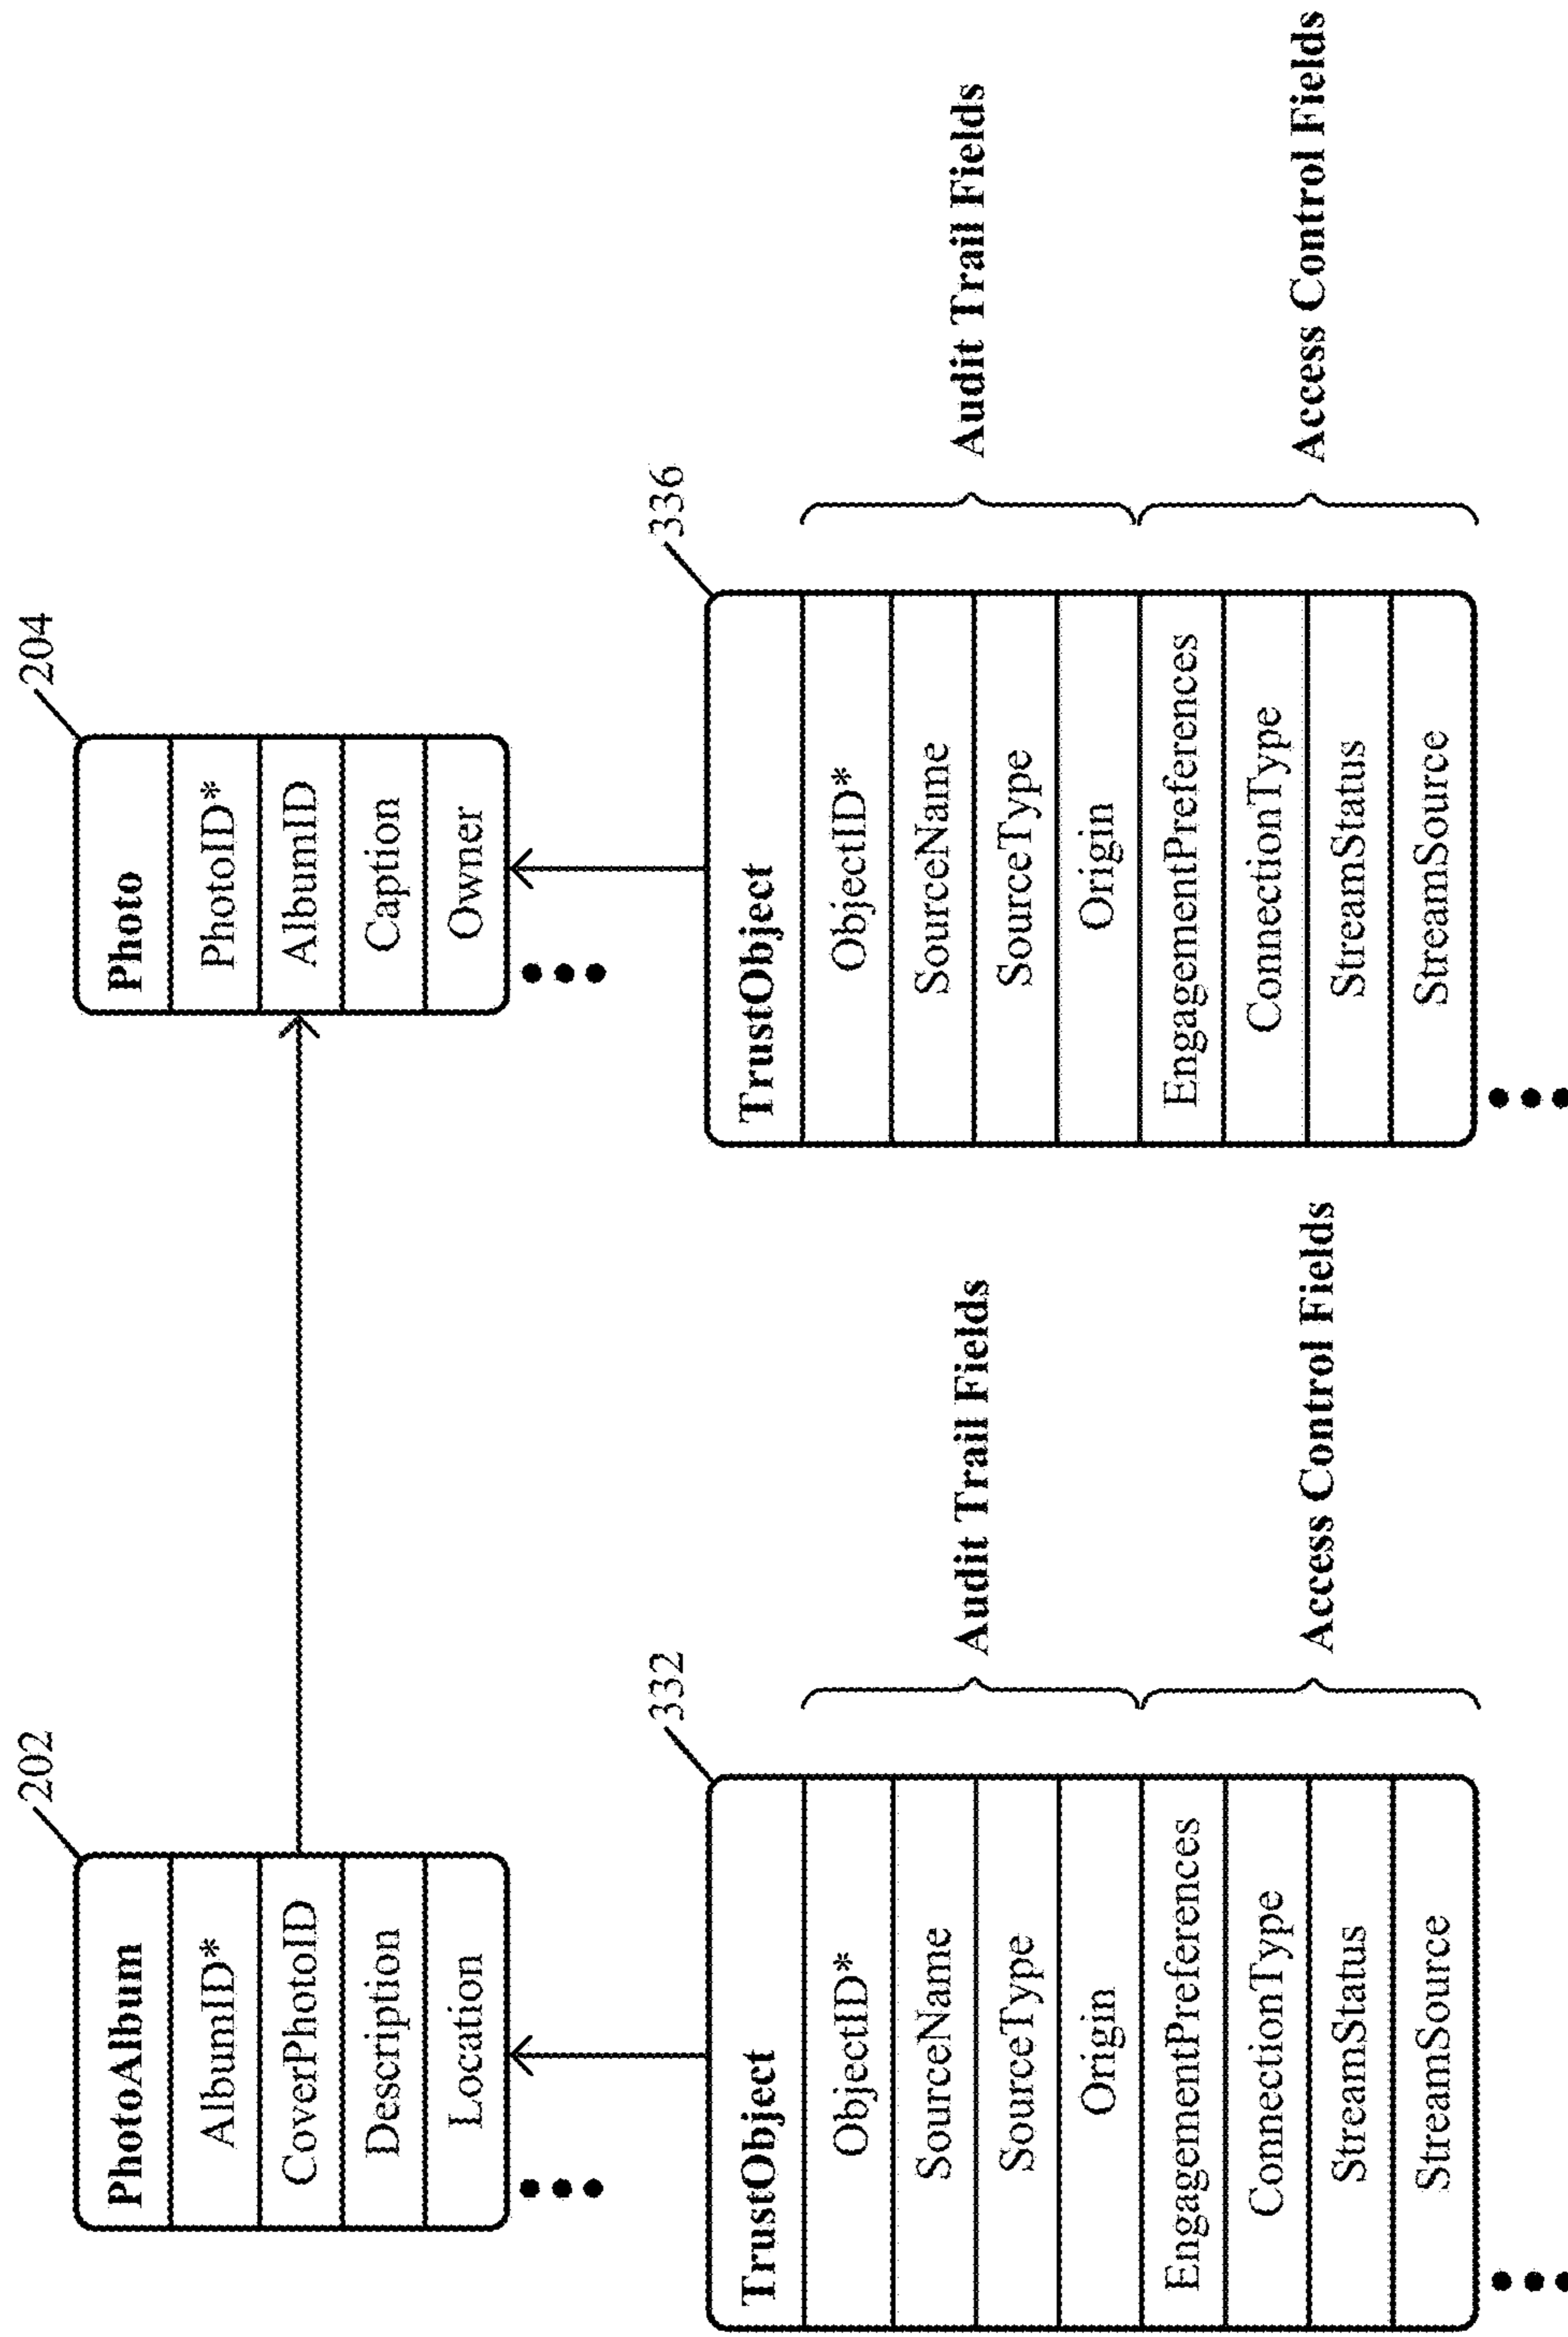 202
PhotoAlbum
AlbumID*
CoverPhotoID
Description
Location
204
Photo
PhotoID*
AlbumID
Caption
Owner
332
TrustObject
ObjectID*
SourceName
SourceType
Origin
EngagementPreferences
ConnectionType
StreamStatus
StreamSource
Audit Trail Fields
Access Control Fields
336
TrustObject
ObjectID*
SourceName
SourceType
Origin
EngagementPreferences
ConnectionType
StreamStatus
StreamSource
Audit Trail Fields
Access Control Fields